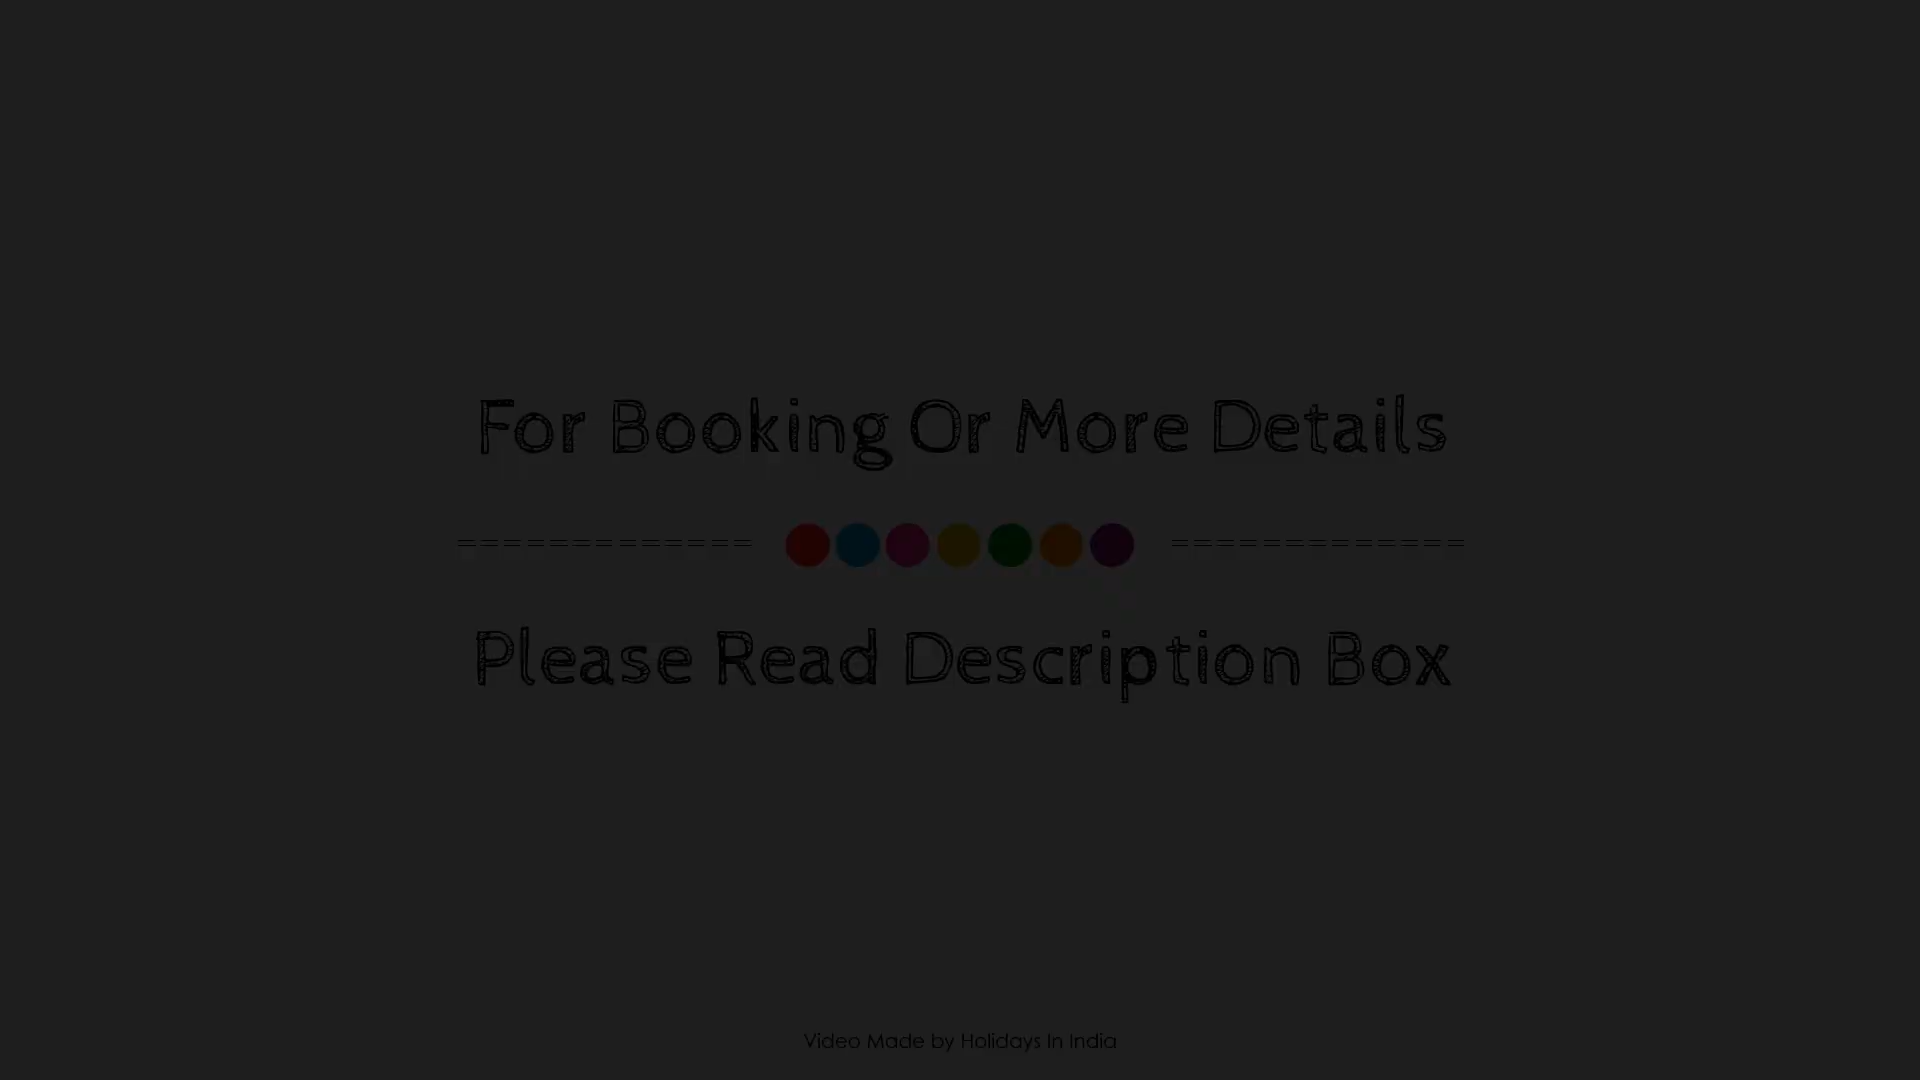 For Booking Or More Details
============= =============
Please Read Description Box
Video Made by Holidays In India